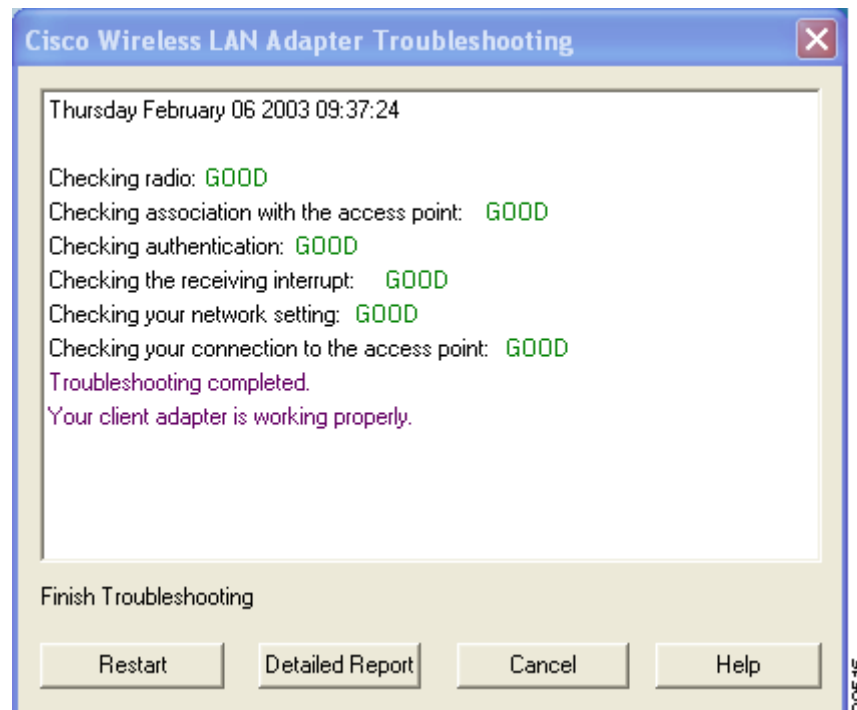 Cisco Wireless LAN Adapter Troubleshooting
Thursday February 06 2003 09:37:24
Checking radio: GOOD
Checking association with the access point: GOOD
Checking authentication: GOOD
Checking the receiving interrupt: GOOD
Checking your network setting: GOOD
Checking your connection to the access point: GOOD
Troubleshooting completed.
Your client adapter is working properly.
Finish Troubleshooting
Restart Detailed Report Cancel Help